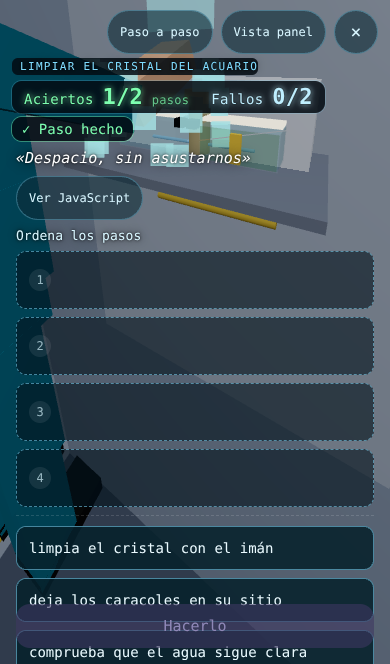 Paso a paso
Vista panel
×
LIMPIAR EL CRISTAL DEL ACUARIO
Aciertos 1/2 pasos Fallos 0/2
✓ Paso hecho
«Despacio, sin asustarnos»
Ver JavaScript
Ordena los pasos
1
2
3
4
limpia el cristal con el imán
deja los caracoles en su sitio
Hacerlo
comprueba que el agua sigue clara